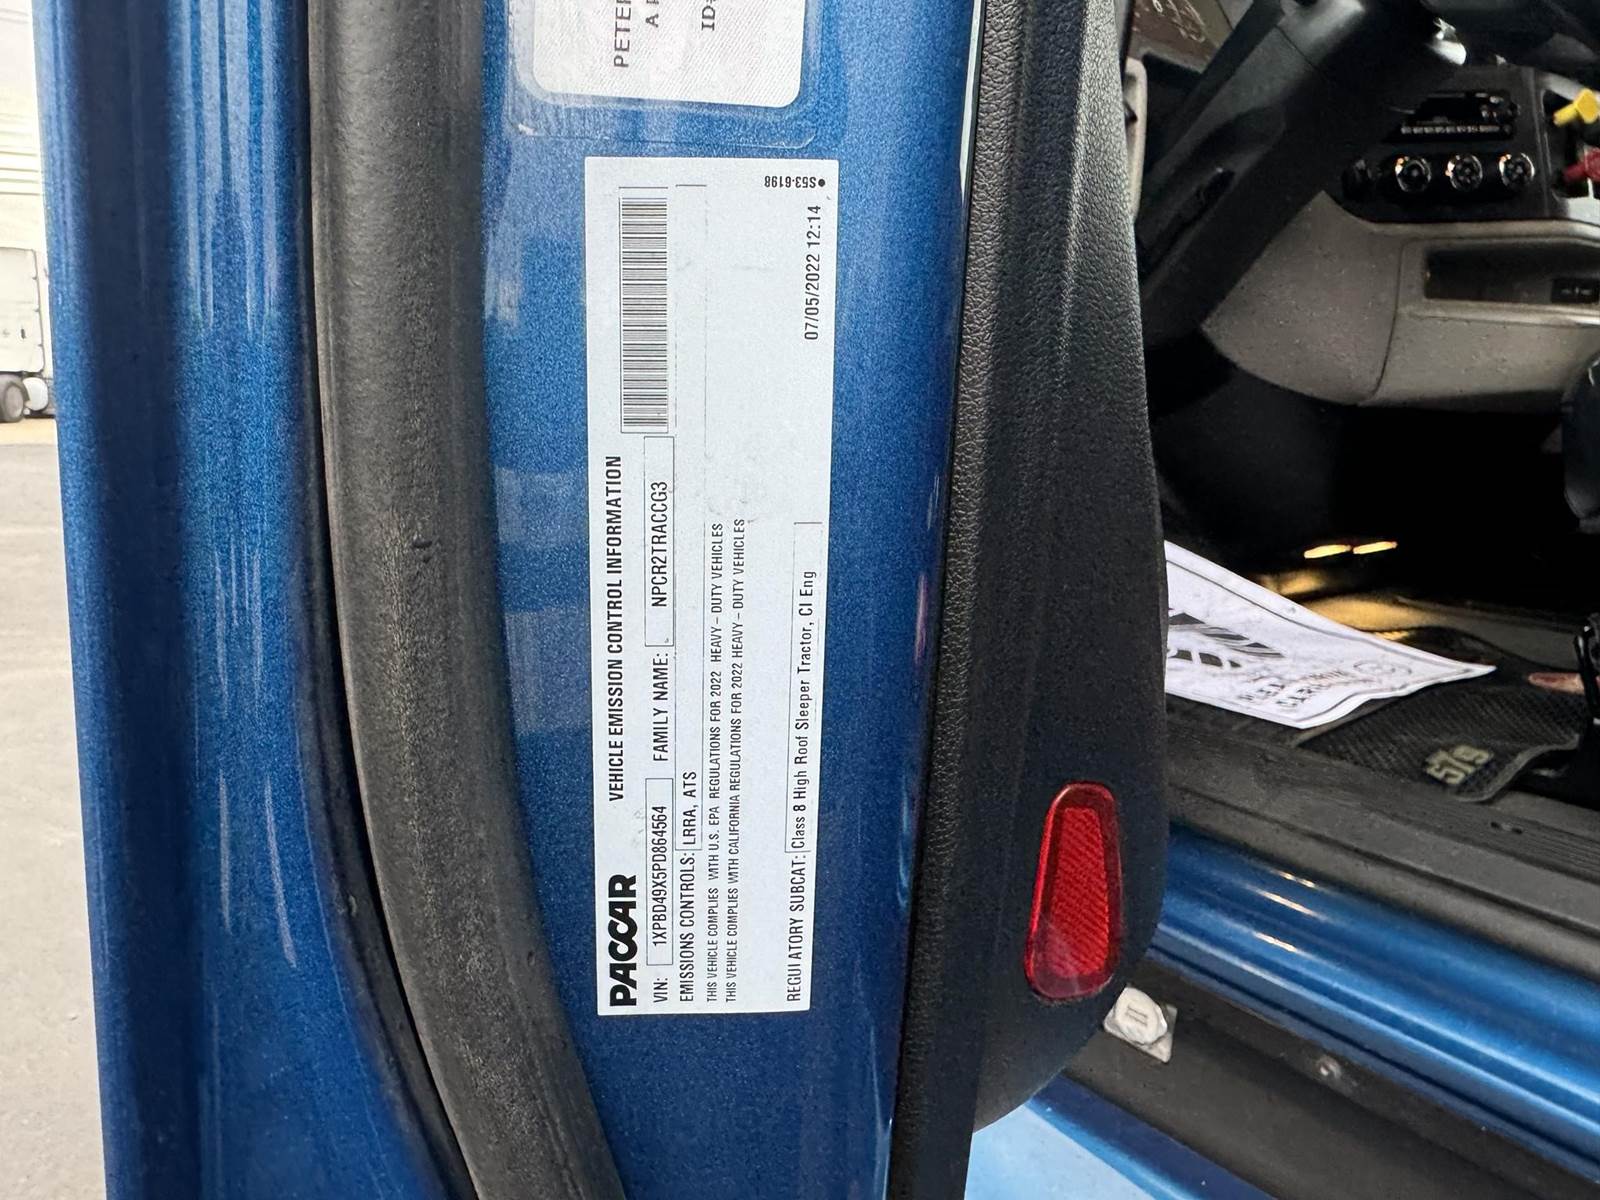 PETER
A
ID:
S53-6198
PACCAR
VEHICLE EMISSION CONTROL INFORMATION
VIN: 1XPBD49X5PD864564 FAMILY NAME: NPCR2TRACCG3
EMISSIONS CONTROLS: LRRA, ATS
THIS VEHICLE COMPLIES WITH U.S. EPA REGULATIONS FOR 2022 HEAVY - DUTY VEHICLES
THIS VEHICLE COMPLIES WITH CALIFORNIA REGULATIONS FOR 2022 HEAVY - DUTY VEHICLES
REGULATORY SUBCAT: Class 8 High Roof Sleeper Tractor, CI Eng
07/05/2022 12:14
579